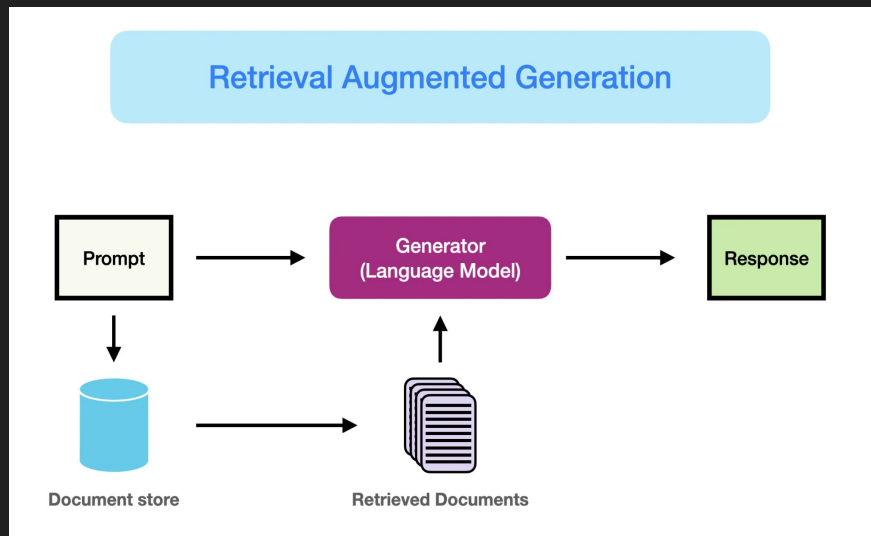 Retrieval Augmented Generation
Prompt
Generator
(Language Model)
Response
Document store
Retrieved Documents